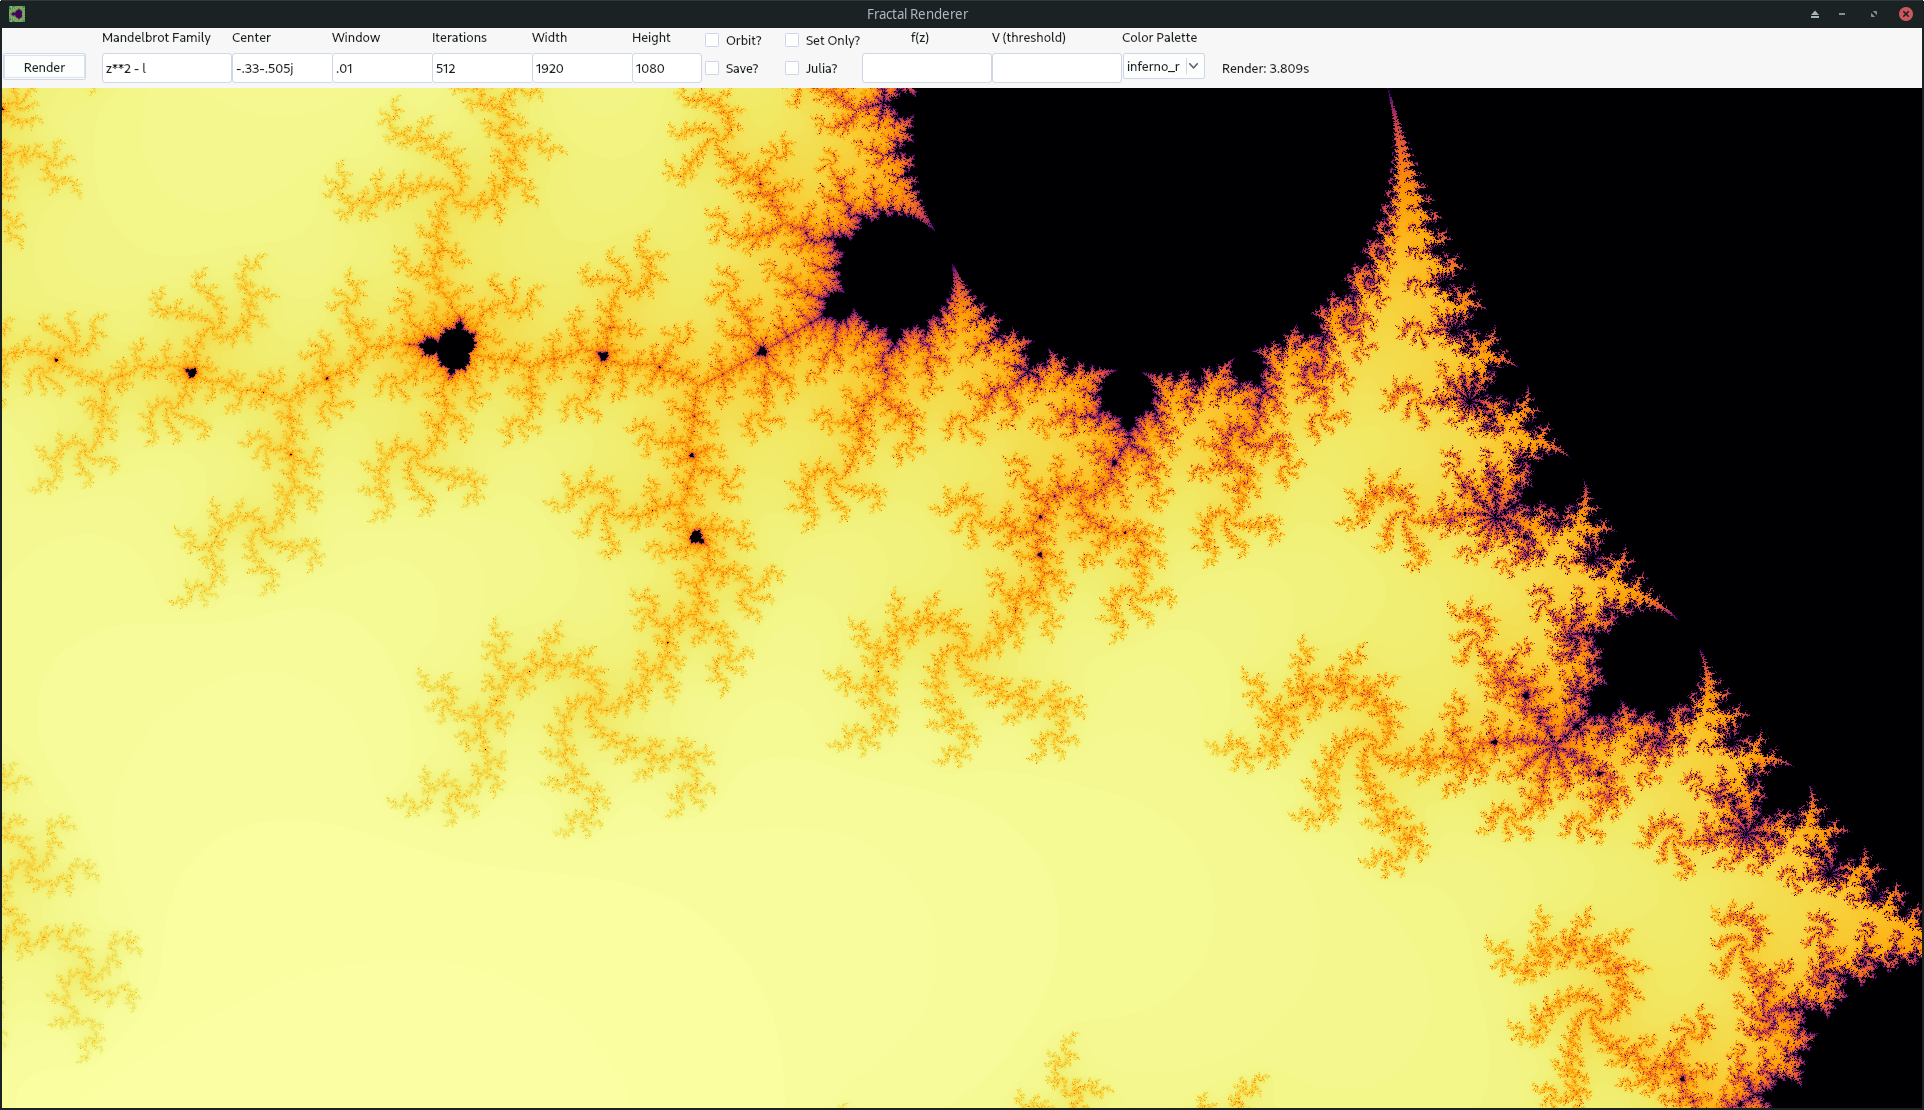 Fractal Renderer
Mandelbrot Family Center Window Iterations Width Height Orbit? Set Only? f(z) V (threshold) Color Palette
Render z**2 - l -.33-.505j .01 512 1920 1080 Save? Julia? inferno_r Render: 3.809s